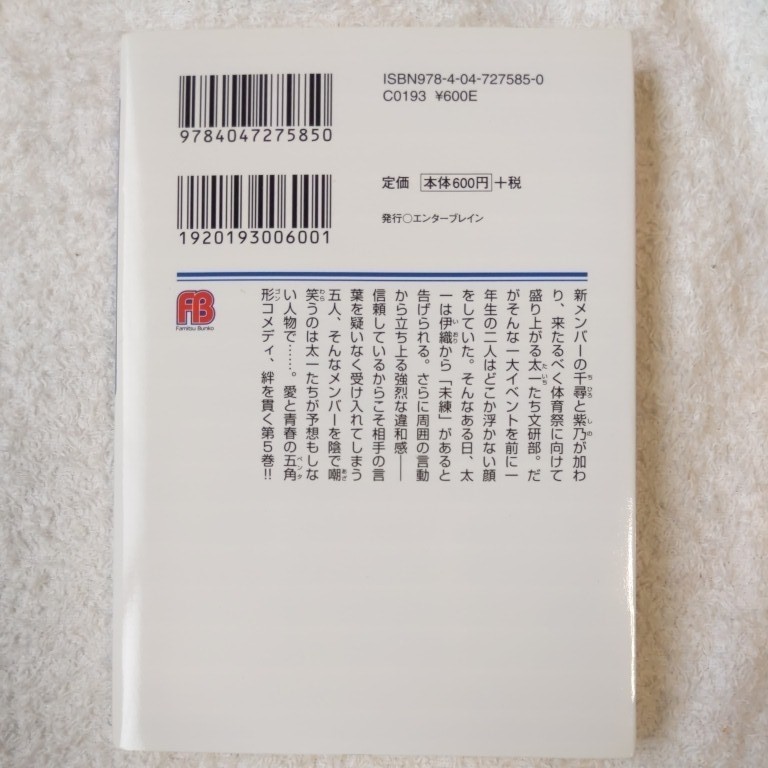 ISBN978-4-04-727585-0
C0193 ¥600E
9784047275850
定価 本体600円+税
発行○エンターブレイン
1920193006001
新メンバーの千尋と紫乃が加わ
り、来たるべく体育祭に向けて
盛り上がる太一たち文研部。だ
がそんな一大イベントを前に一
年生の二人はどこか浮かない顔
をしていた。そんなある日、太
一は伊織から「未練」があると
告げられる。さらに周囲の言動
から立ち上る強烈な違和感――
信頼しているからこそ相手の言
葉を疑いなく受け入れてしまう
五人、そんなメンバーを陰で嘲
笑うのは太一たちが予想もしな
い人物で……。愛と青春の五角
形コメディ、絆を貫く第5巻!!
FB
Famitsu Bunko